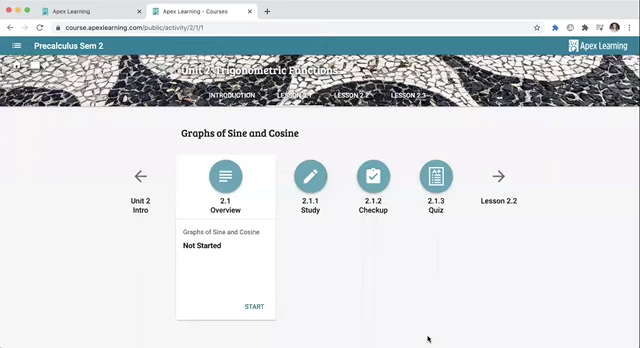 Apex Learning
Apex Learning - Courses
course.apexlearning.com/public/activity/2/1/1
Precalculus Sem 2
Apex Learning
Unit 2: Trigonometric Functions
INTRODUCTION
LESSON 2.1
LESSON 2.2
LESSON 2.3
Graphs of Sine and Cosine
Unit 2
Intro
2.1
Overview
2.1.1
Study
2.1.2
Checkup
2.1.3
Quiz
Lesson 2.2
Graphs of Sine and Cosine
Not Started
START